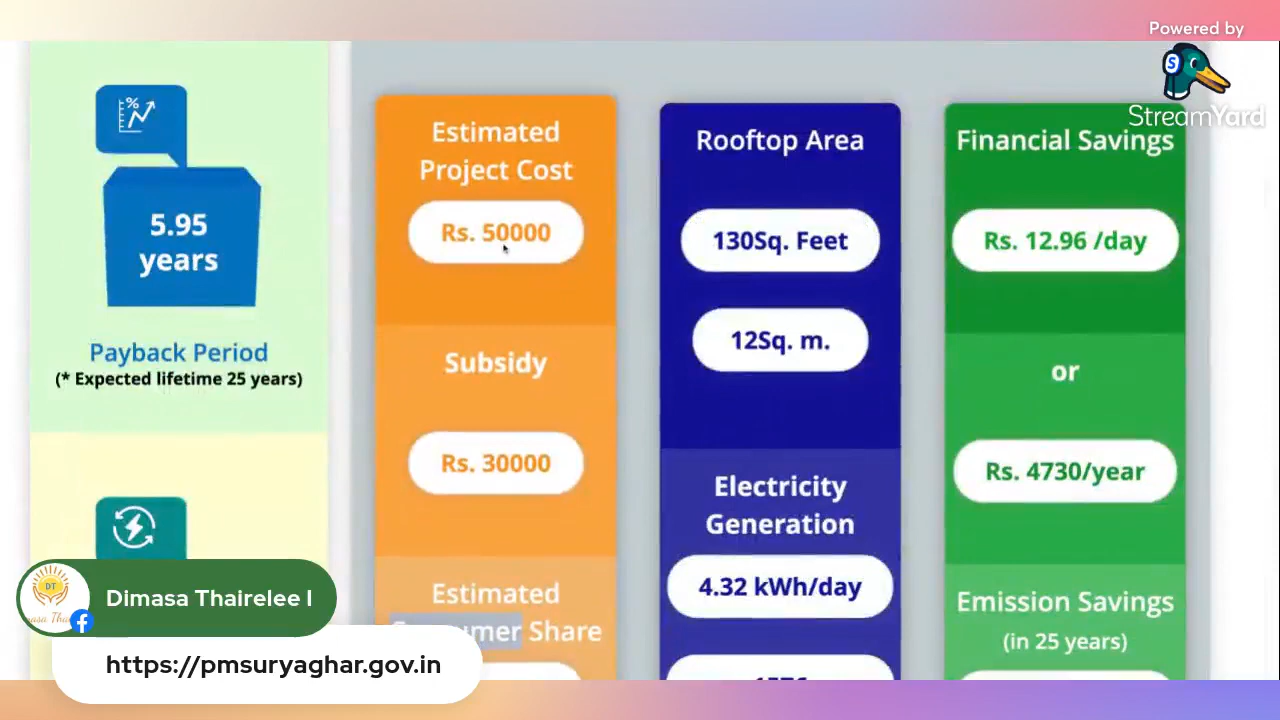 Powered by
StreamYard
%
5.95
years
Payback Period
(* Expected lifetime 25 years)
Estimated
Project Cost
Rs. 50000
Subsidy
Rs. 30000
Estimated
Share
Rooftop Area
130Sq. Feet
12Sq. m.
Electricity
Generation
4.32 kWh/day
Financial Savings
Rs. 12.96 /day
or
Rs. 4730/year
Emission Savings
(in 25 years)
DT
Dimasa Thairelee I
https://pmsuryaghar.gov.in